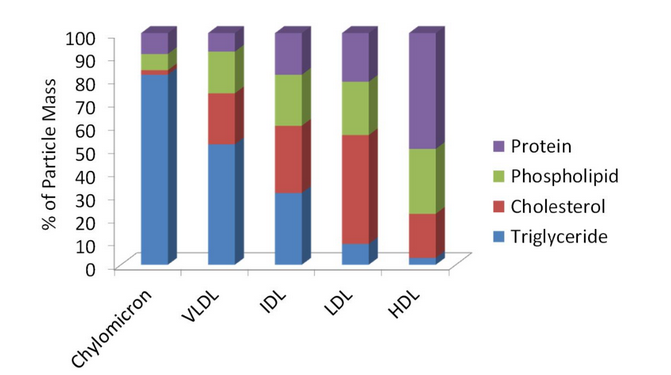 % of Particle Mass
100
90
80
70
60
50
40
30
20
10
0
Chylomicron
VLDL
IDL
LDL
HDL
Protein
Phospholipid
Cholesterol
Triglyceride